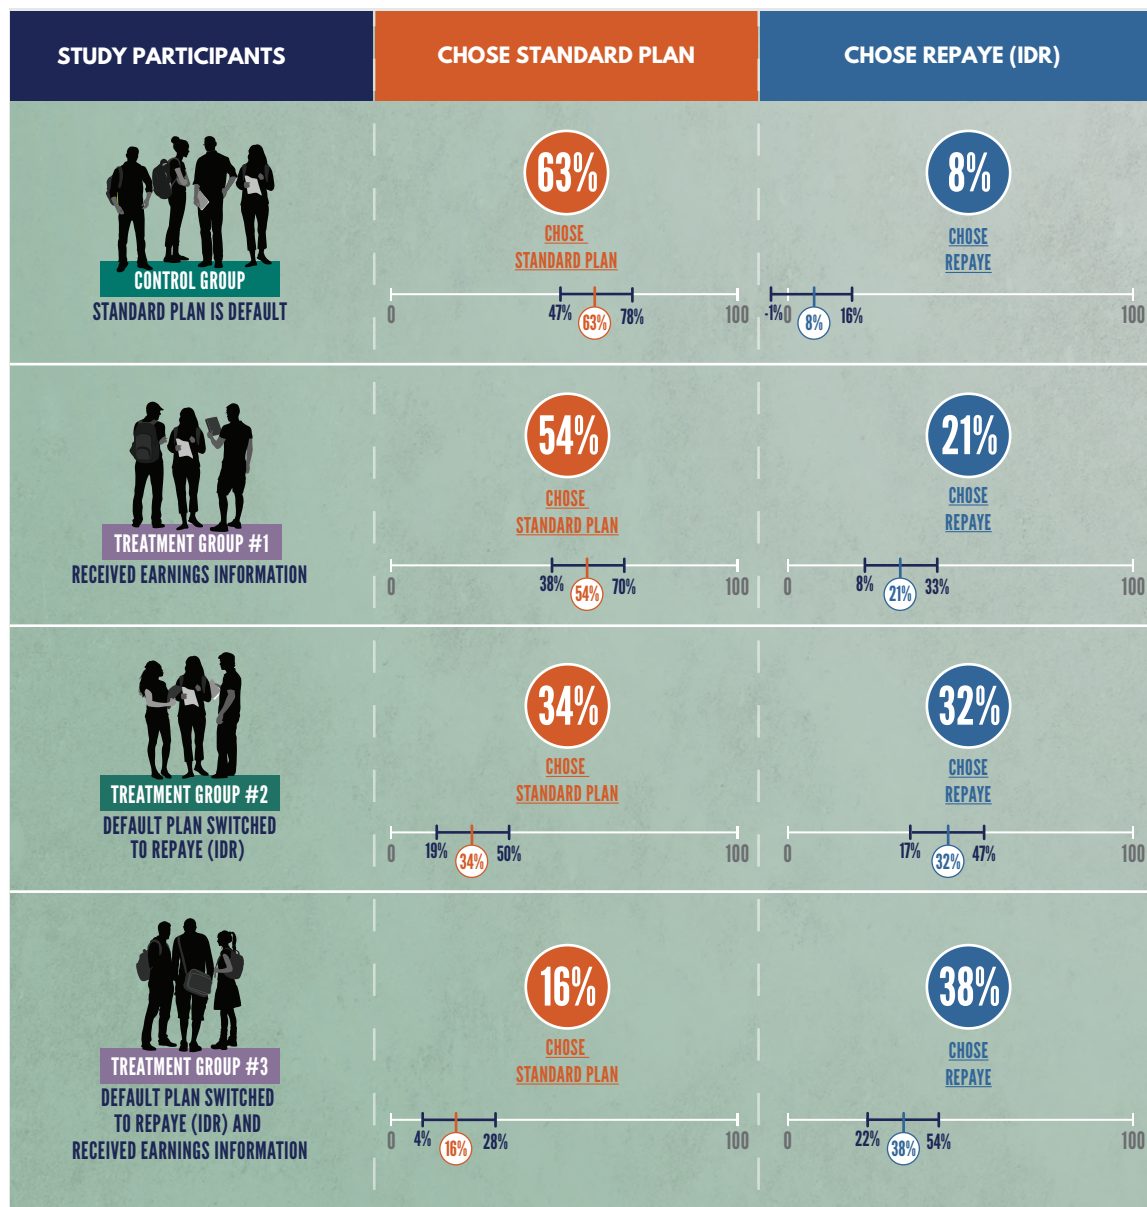 STUDY PARTICIPANTS
CHOSE STANDARD PLAN
CHOSE REPAYE (IDR)
CONTROL GROUP
STANDARD PLAN IS DEFAULT
63%
CHOSE
STANDARD PLAN
0
47%
63%
78%
100
8%
CHOSE
REPAYE
-1%
0
8%
16%
100
TREATMENT GROUP #1
RECEIVED EARNINGS INFORMATION
54%
CHOSE
STANDARD PLAN
0
38%
54%
70%
100
21%
CHOSE
REPAYE
0
8%
21%
33%
100
TREATMENT GROUP #2
DEFAULT PLAN SWITCHED
TO REPAYE (IDR)
34%
CHOSE
STANDARD PLAN
0
19%
34%
50%
100
32%
CHOSE
REPAYE
0
17%
32%
47%
100
TREATMENT GROUP #3
DEFAULT PLAN SWITCHED
TO REPAYE (IDR) AND
RECEIVED EARNINGS INFORMATION
16%
CHOSE
STANDARD PLAN
0
4%
16%
28%
100
38%
CHOSE
REPAYE
0
22%
38%
54%
100